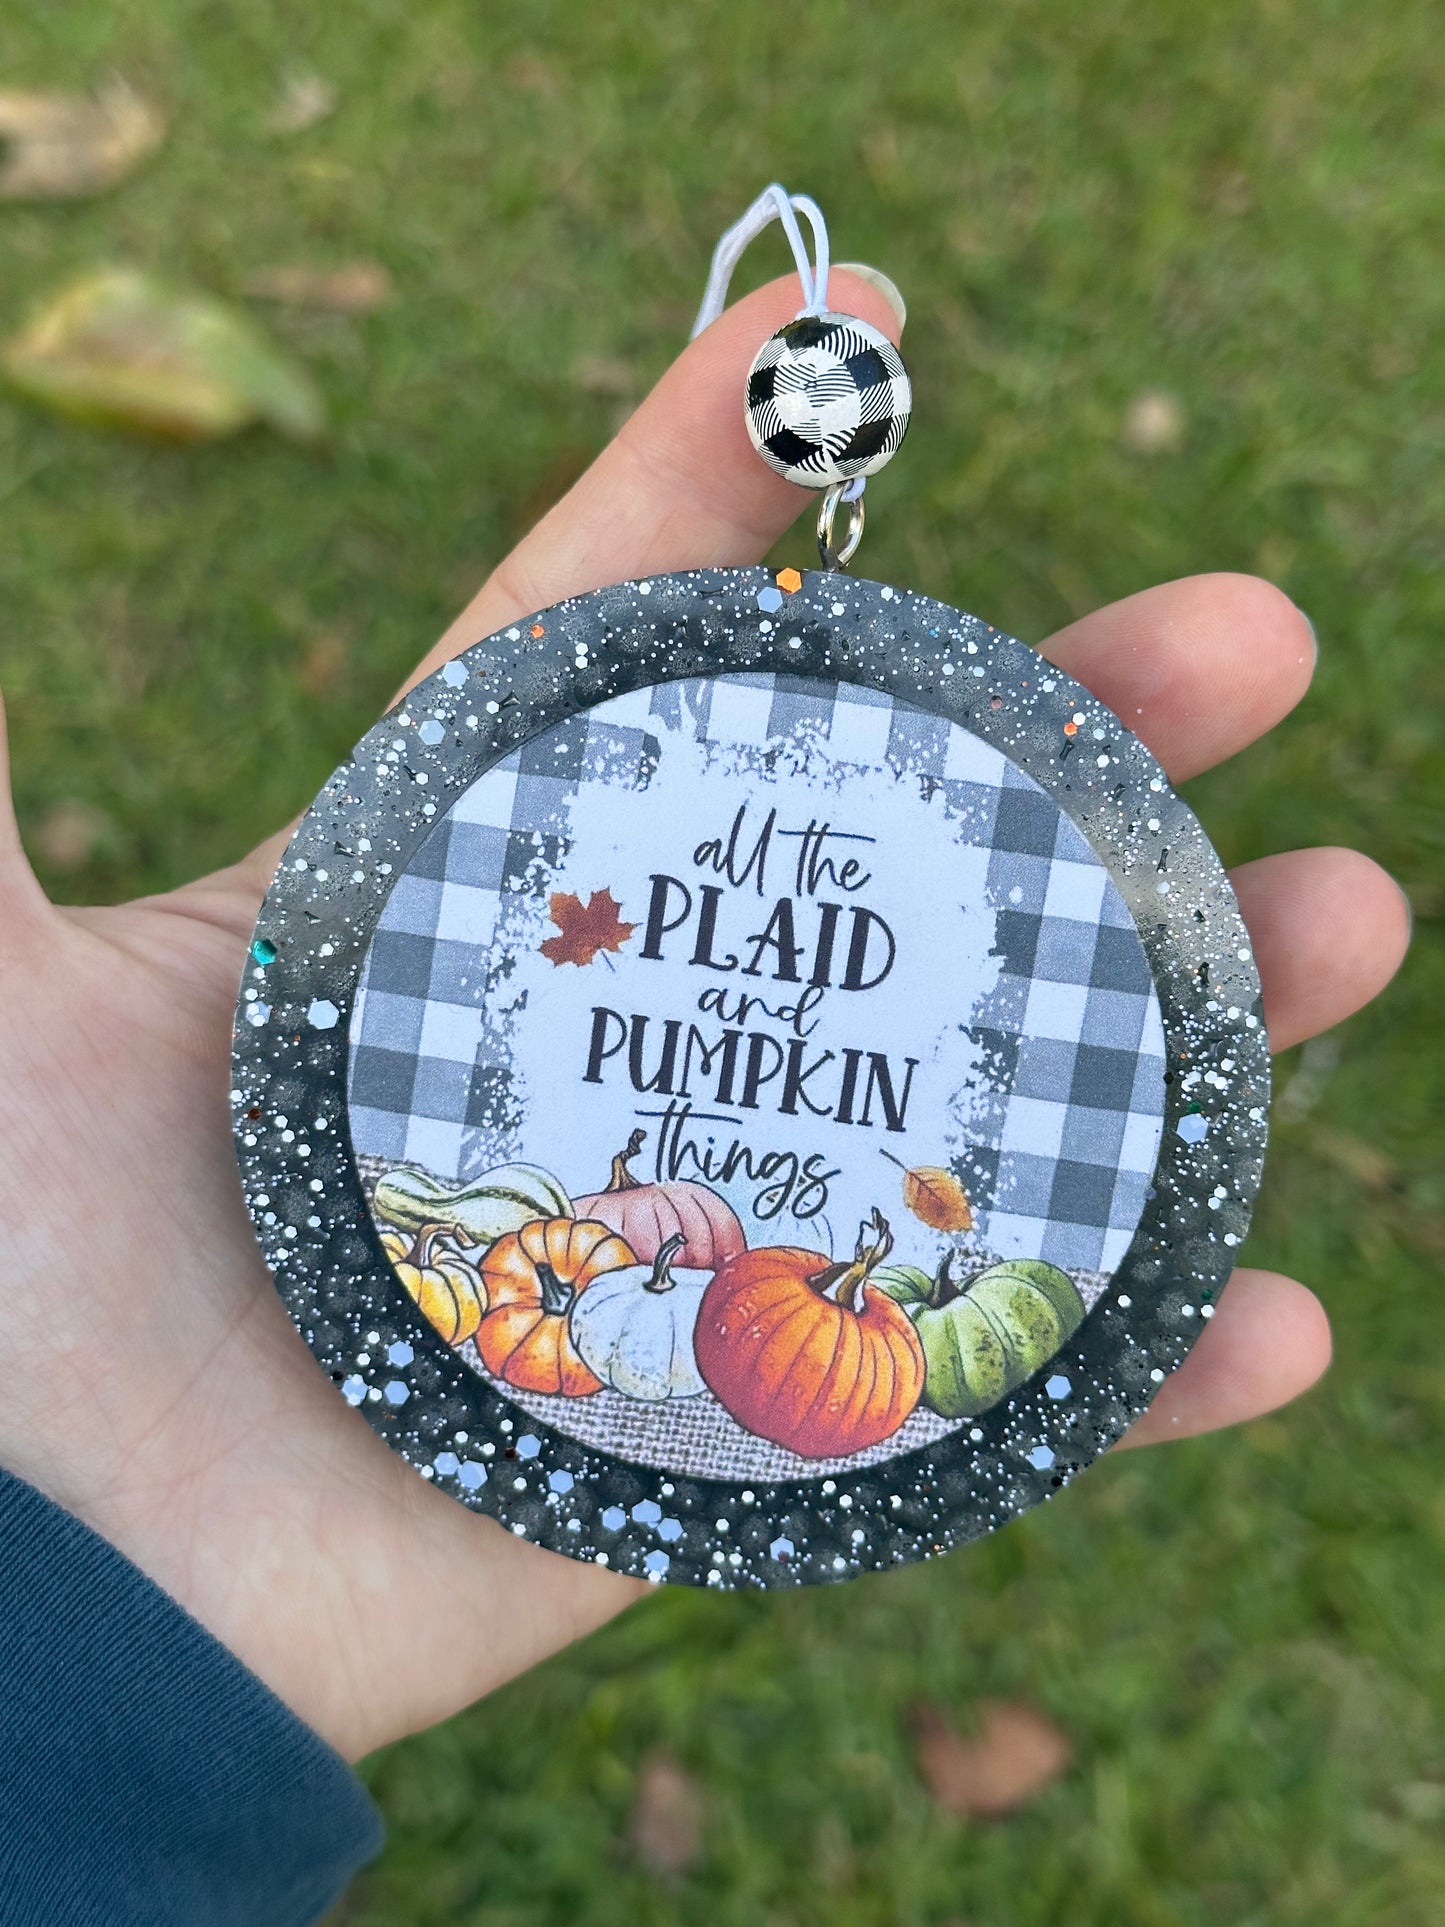 all the
PLAID
and
PUMPKIN
things